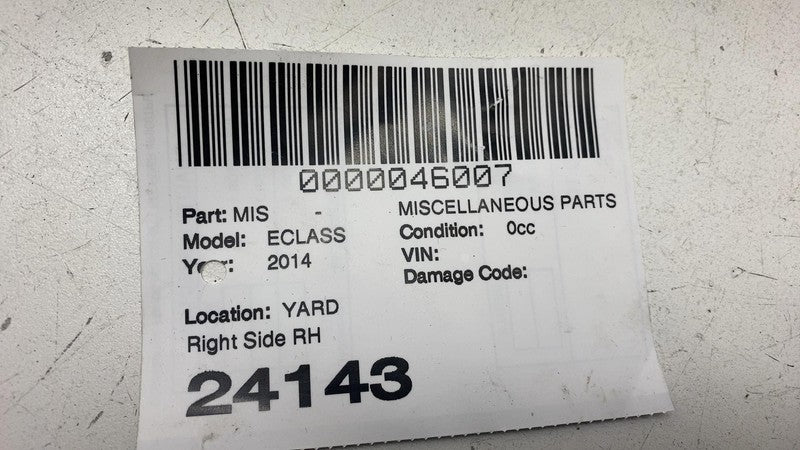 0000046007
Part: MIS - MISCELLANEOUS PARTS
Model: ECLASS Condition: 0cc
Year: 2014 VIN:
Damage Code:
Location: YARD
Right Side RH
24143